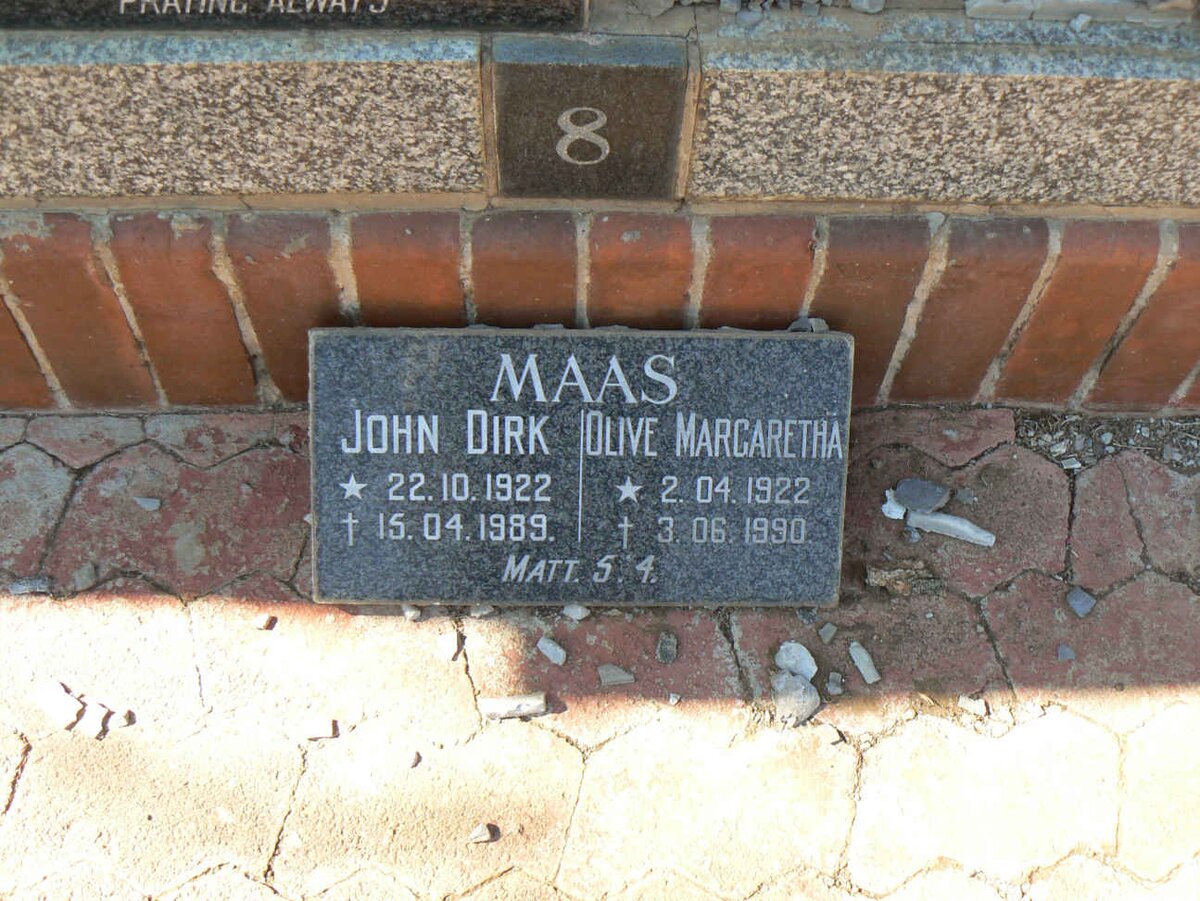 PRAYING ALWAYS
8
MAAS
JOHN DIRK
★ 22.10.1922
† 15.04.1989.
OLIVE MARGARETHA
★ 2.04.1922
† 3.06.1990
MATT. 5:4.